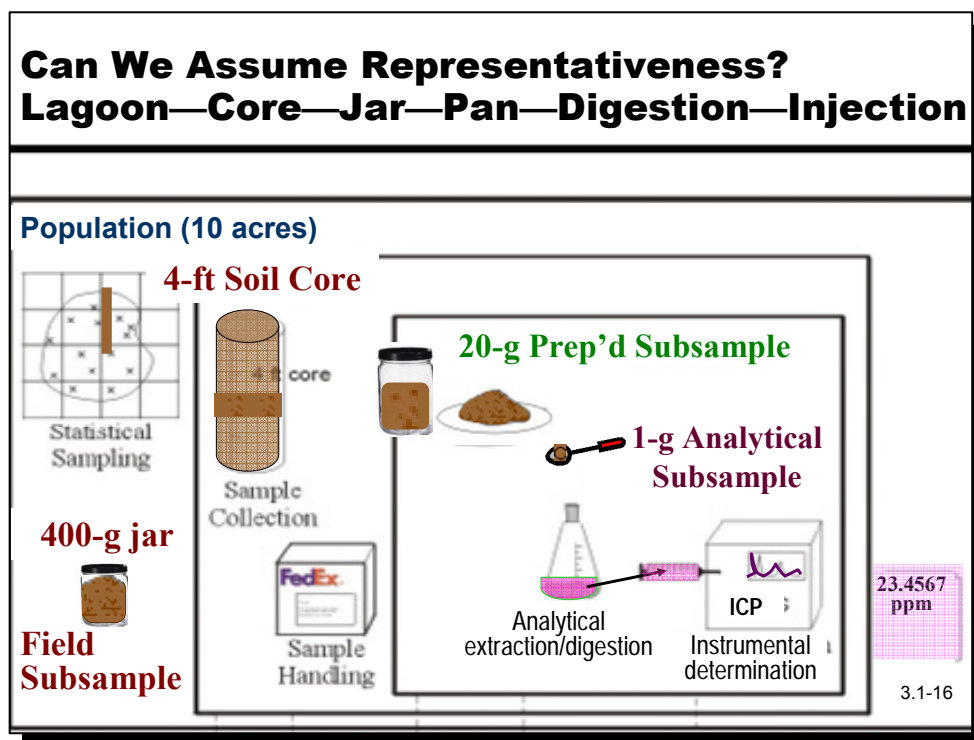 Can We Assume Representativeness?
Lagoon—Core—Jar—Pan—Digestion—Injection
Population (10 acres)
4-ft Soil Core
20-g Prep’d Subsample
4 ft core
1-g Analytical
Subsample
Statistical
Sampling
Sample
Collection
400-g jar
FedEx
23.4567
ppm
ICP
Analytical
extraction/digestion
Instrumental
determination
Field
Subsample
Sample
Handling
3.1-16